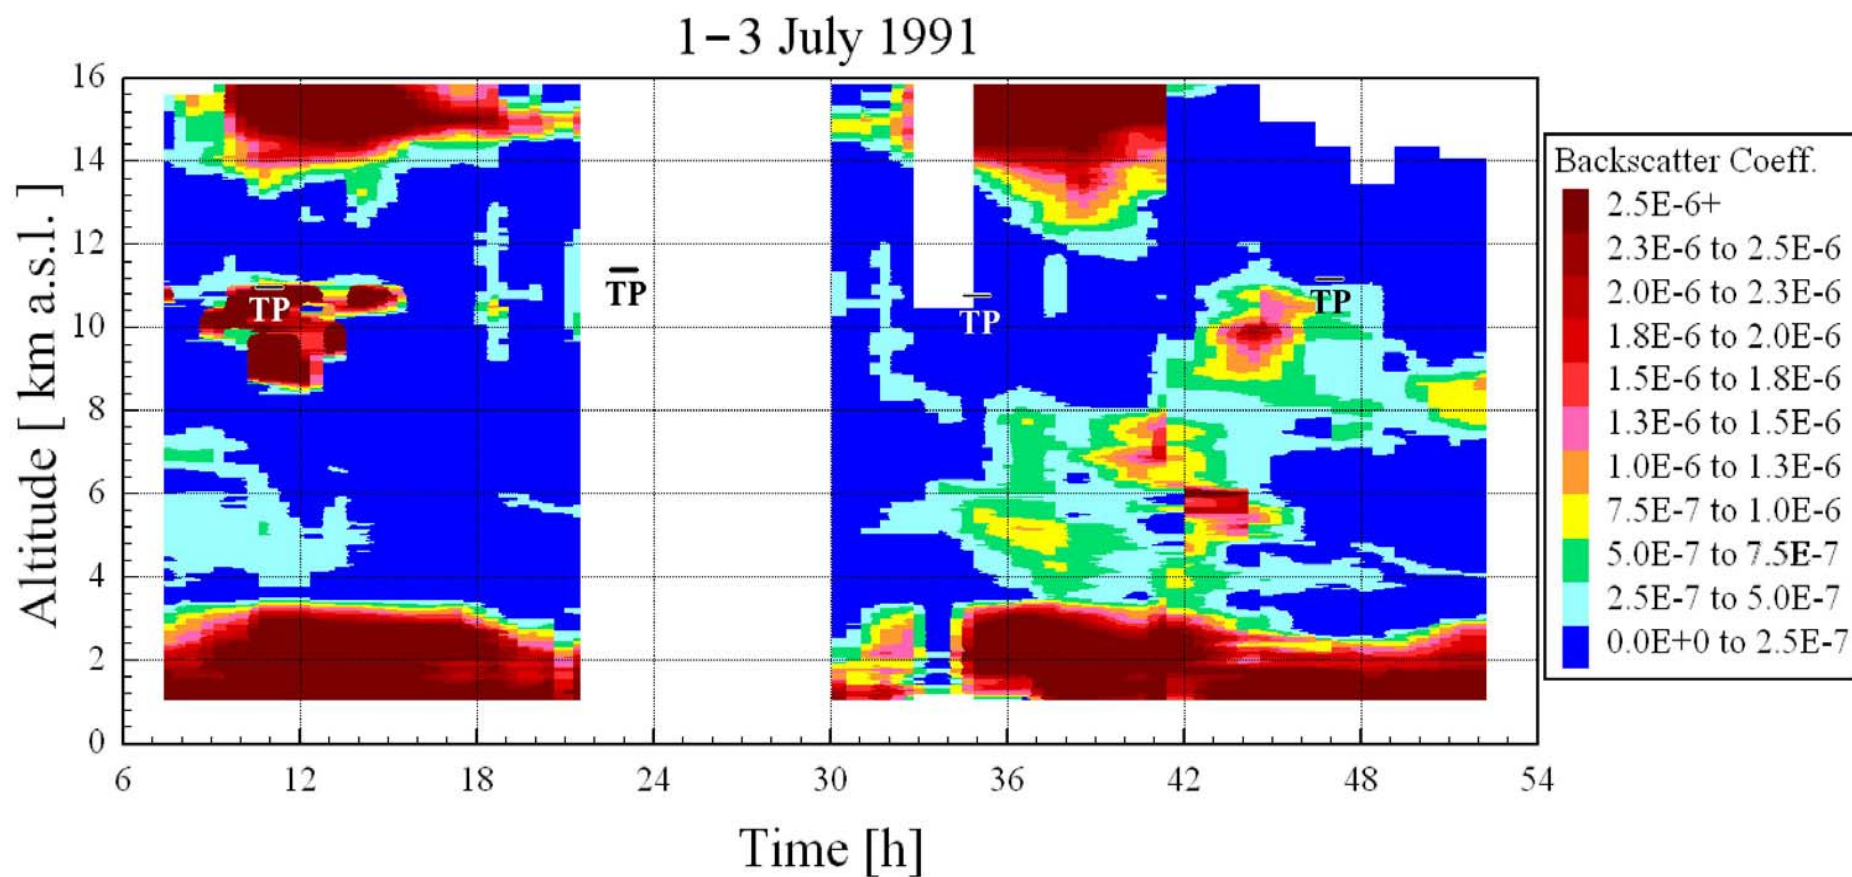 1-3 July 1991
Altitude [ km a.s.l. ]
16
14
12
10
8
6
4
2
0
TP
TP
TP
TP
6 12 18 24 30 36 42 48 54
Time [h]
Backscatter Coeff.
2.5E-6+
2.3E-6 to 2.5E-6
2.0E-6 to 2.3E-6
1.8E-6 to 2.0E-6
1.5E-6 to 1.8E-6
1.3E-6 to 1.5E-6
1.0E-6 to 1.3E-6
7.5E-7 to 1.0E-6
5.0E-7 to 7.5E-7
2.5E-7 to 5.0E-7
0.0E+0 to 2.5E-7